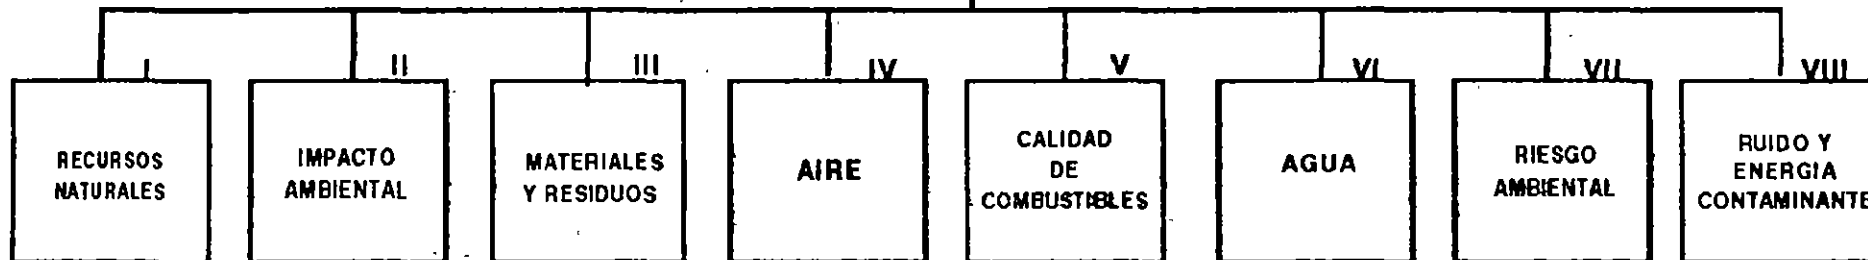 I
II
III
IV
V
VI
VII
VIII
RECURSOS
NATURALES
IMPACTO
AMBIENTAL
MATERIALES
Y RESIDUOS
AIRE
CALIDAD
DE
COMBUSTIBLES
AGUA
RIESGO
AMBIENTAL
RUIDO Y
ENERGIA
CONTAMINANTE